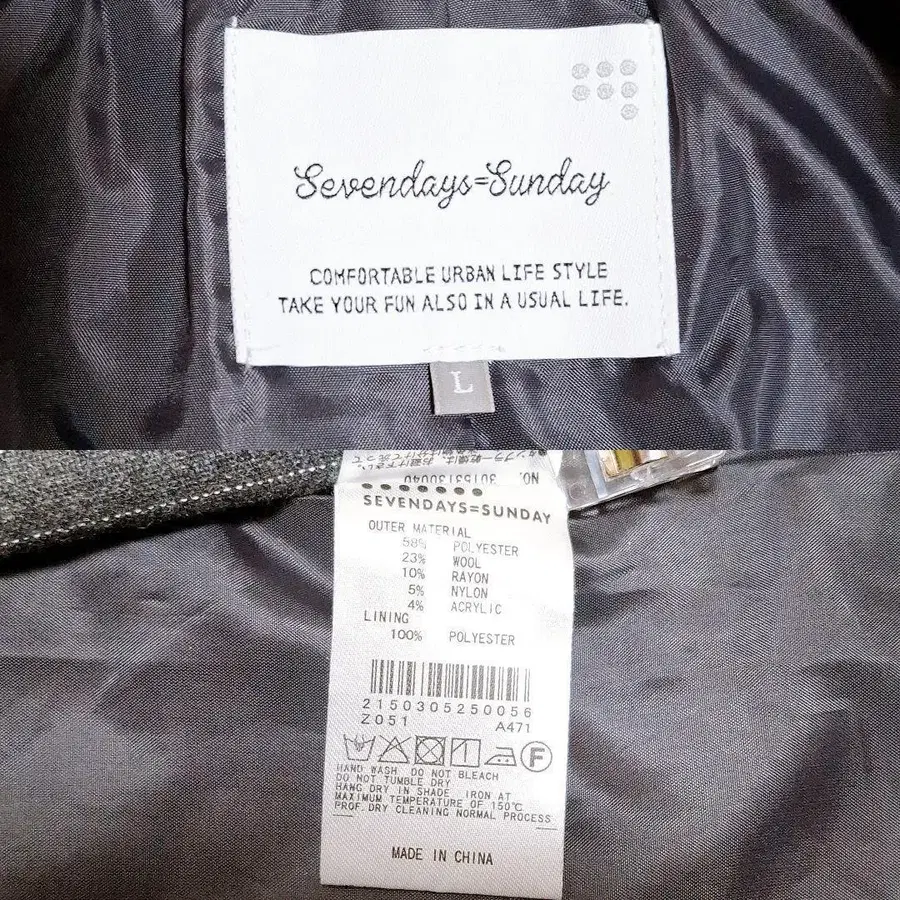 Sevendays=Sunday
COMFORTABLE URBAN LIFE STYLE
TAKE YOUR FUN ALSO IN A USUAL LIFE.
L
NO. 30153130040
SEVENDAYS=SUNDAY
OUTER MATERIAL
58% POLYESTER
23% WOOL
10% RAYON
5% NYLON
4% ACRYLIC
LINING
100% POLYESTER
2150305250056
Z051 A471
F
HAND WASH DO NOT BLEACH
DO NOT TUMBLE DRY
HANG DRY IN SHADE IRON AT
MAXIMUM TEMPERATURE OF 150℃
PROF.DRY CLEANING NORMAL PROCESS
MADE IN CHINA